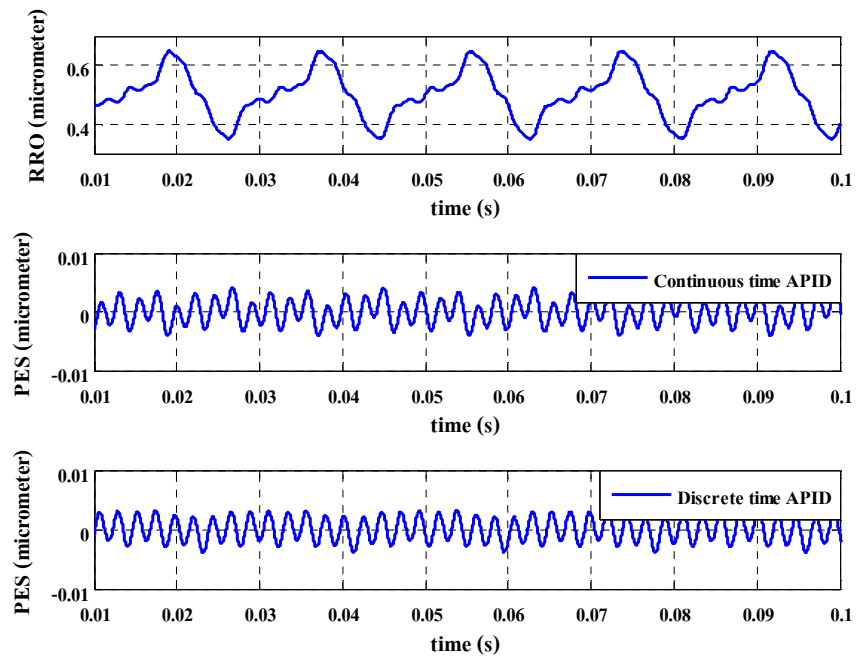 RRO (micrometer)
0.6
0.4
0.01 0.02 0.03 0.04 0.05 0.06 0.07 0.08 0.09 0.1
time (s)
PES (micrometer)
0.01
0
-0.01
Continuous time APID
0.01 0.02 0.03 0.04 0.05 0.06 0.07 0.08 0.09 0.1
time (s)
PES (micrometer)
0.01
0
-0.01
Discrete time APID
0.01 0.02 0.03 0.04 0.05 0.06 0.07 0.08 0.09 0.1
time (s)